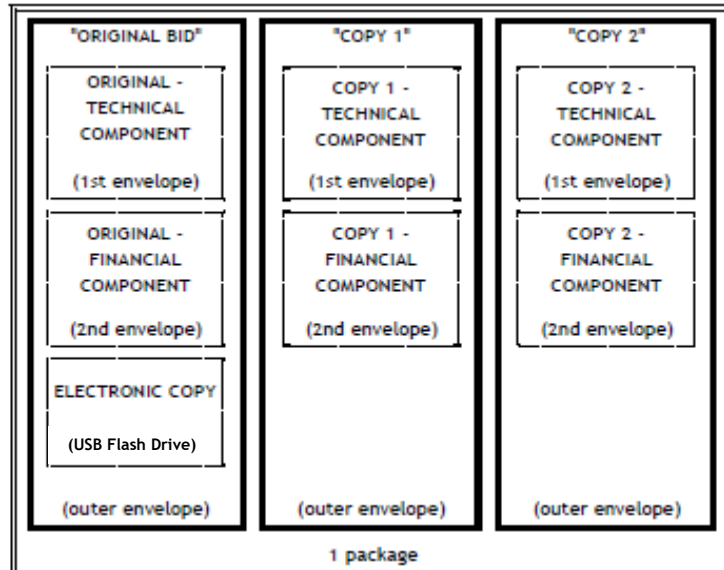 "ORIGINAL BID"
ORIGINAL -
TECHNICAL
COMPONENT
(1st envelope)
ORIGINAL -
FINANCIAL
COMPONENT
(2nd envelope)
ELECTRONIC COPY
(USB Flash Drive)
(outer envelope)
"COPY 1"
COPY 1 -
TECHNICAL
COMPONENT
(1st envelope)
COPY 1 -
FINANCIAL
COMPONENT
(2nd envelope)
(outer envelope)
"COPY 2"
COPY 2 -
TECHNICAL
COMPONENT
(1st envelope)
COPY 2 -
FINANCIAL
COMPONENT
(2nd envelope)
(outer envelope)
1 package